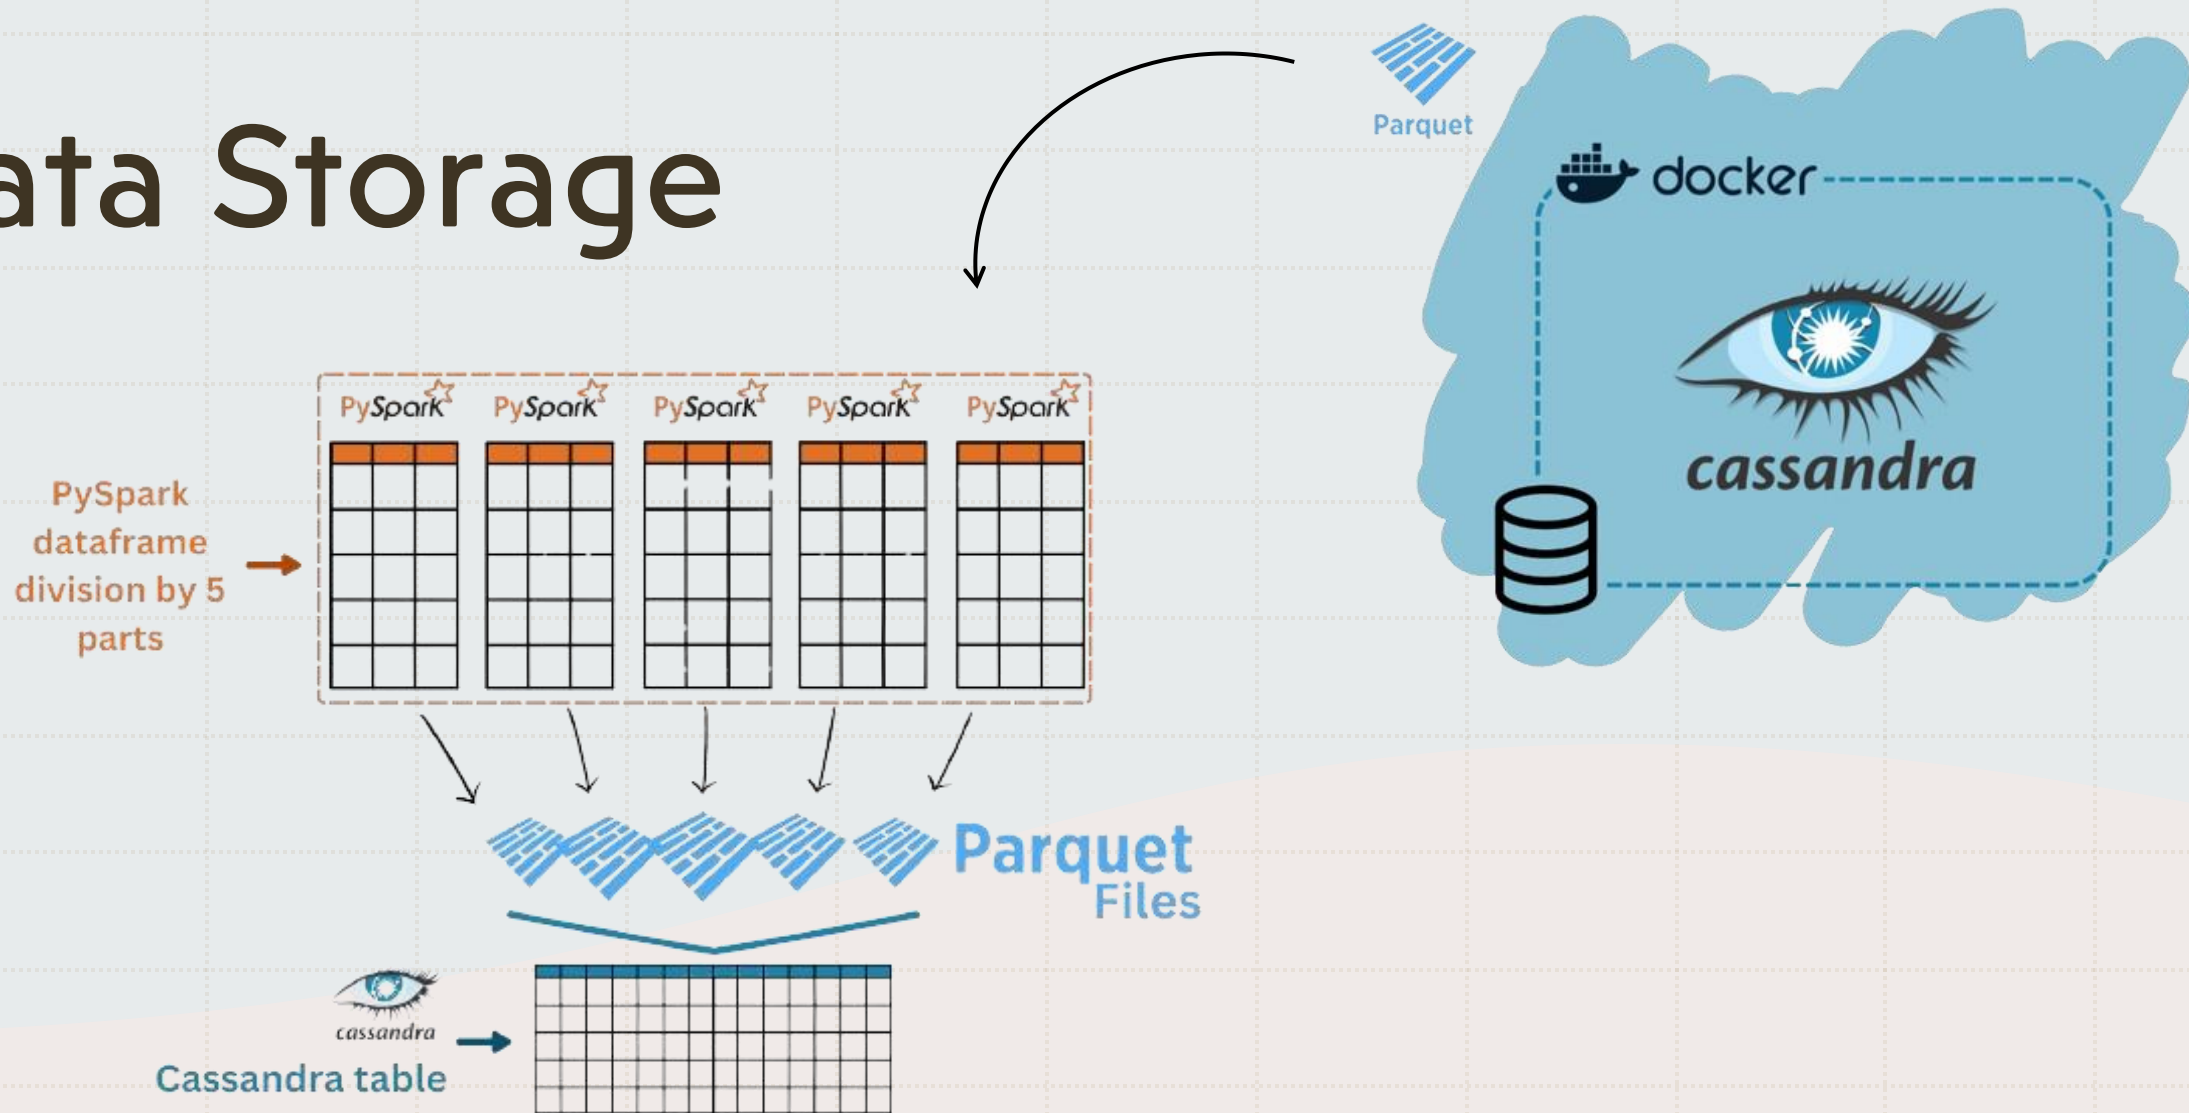 ata Storage
Parquet
docker
cassandra
PySpark PySpark PySpark PySpark PySpark
PySpark
dataframe
division by 5
parts
Parquet
Files
cassandra
Cassandra table